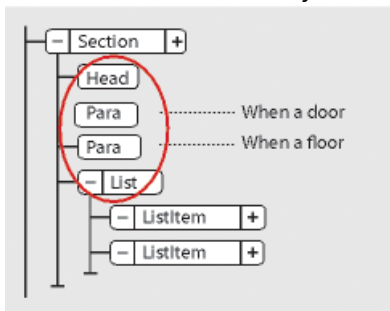 Section
Head
Para When a door
Para When a floor
List
ListItem
ListItem